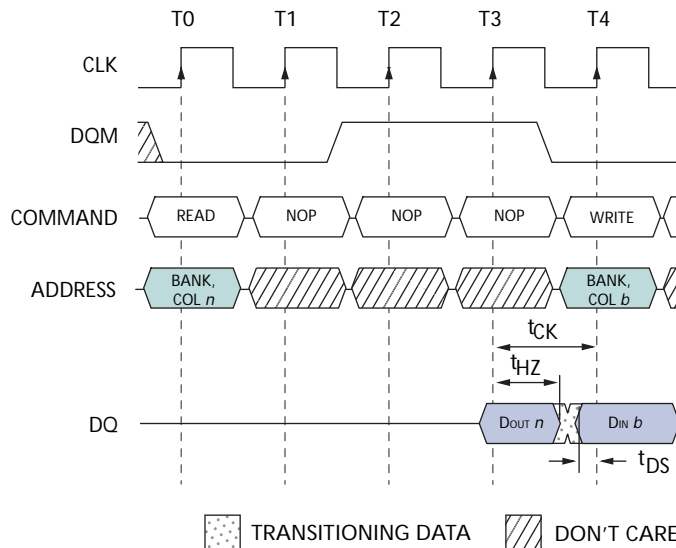 T0 T1 T2 T3 T4
CLK
DQM
COMMAND READ NOP NOP NOP WRITE
ADDRESS BANK, COL n BANK, COL b
tCK
tHZ
DQ DOUT n DIN b
tDS
TRANSITIONING DATA DON'T CARE